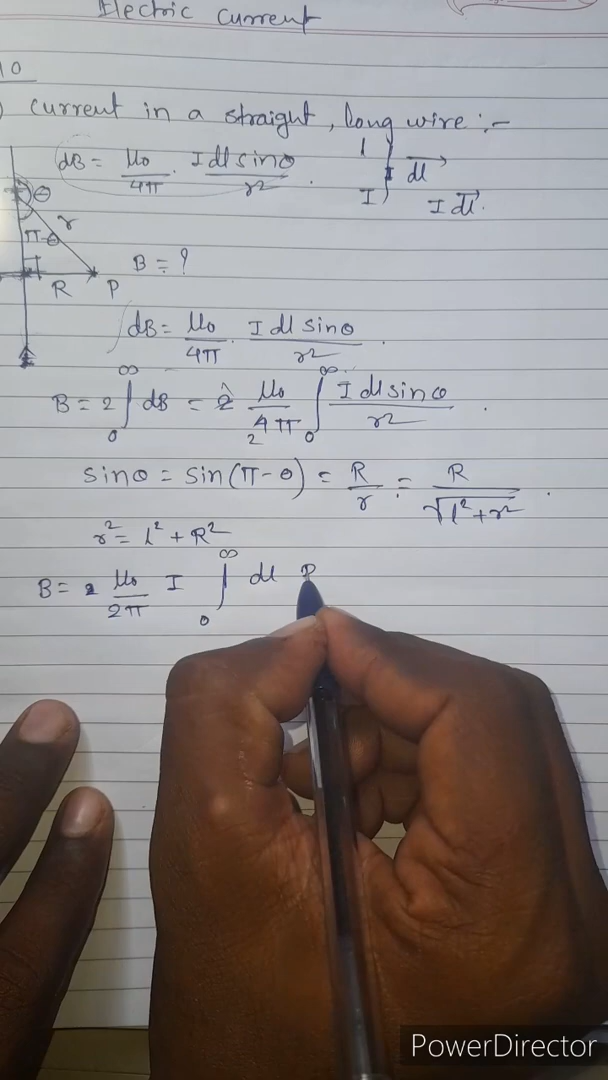 Electric current
10
) current in a straight, long wire :-
dB = μ₀/4π . I dl sinθ/r² .
I dl
I I dl.
θ r
π-θ
R P
B = ?
dB = μ₀/4π . I dl sinθ/r² .
B = 2 ∫₀^∞ dB = 2 μ₀/4π ∫₀^∞ I dl sinθ/r² .
2
sinθ = sin(π-θ) = R/r = R/√l²+r² .
r² = l² + R²
B = μ₀/2π I ∫₀^∞ dl R
PowerDirector